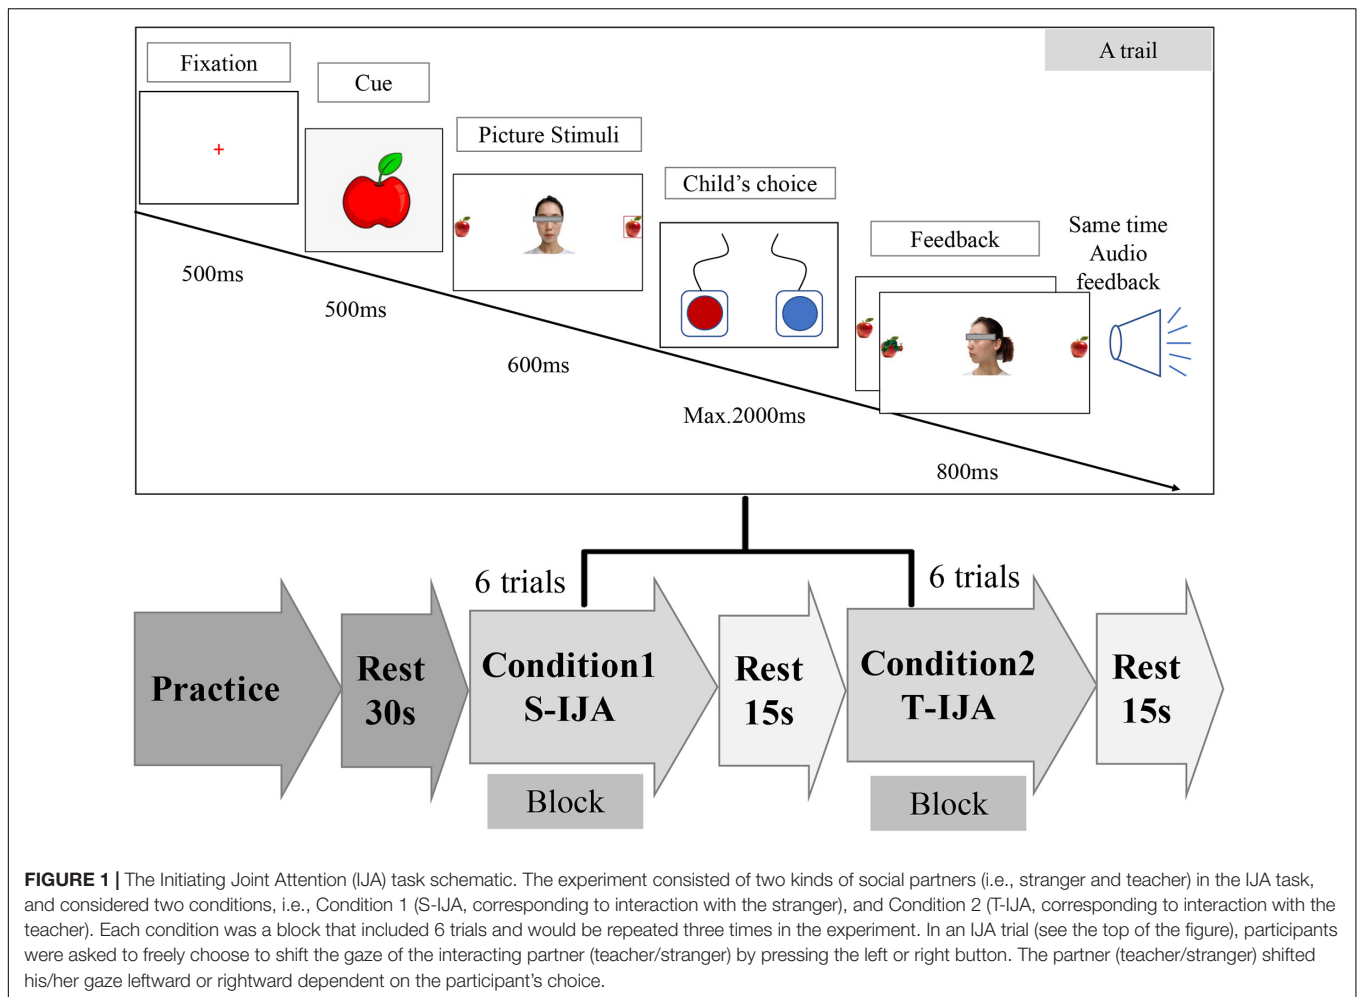 A trail
Fixation
Cue
Picture Stimuli
Child's choice
Feedback
Same time
Audio
feedback
500ms
500ms
600ms
Max.2000ms
800ms
6 trials
6 trials
Practice
Rest
30s
Condition1
S-IJA
Rest
15s
Condition2
T-IJA
Rest
15s
Block
Block
FIGURE 1 | The Initiating Joint Attention (IJA) task schematic. The experiment consisted of two kinds of social partners (i.e., stranger and teacher) in the IJA task,
and considered two conditions, i.e., Condition 1 (S-IJA, corresponding to interaction with the stranger), and Condition 2 (T-IJA, corresponding to interaction with the
teacher). Each condition was a block that included 6 trials and would be repeated three times in the experiment. In an IJA trial (see the top of the figure), participants
were asked to freely choose to shift the gaze of the interacting partner (teacher/stranger) by pressing the left or right button. The partner (teacher/stranger) shifted
his/her gaze leftward or rightward dependent on the participant's choice.